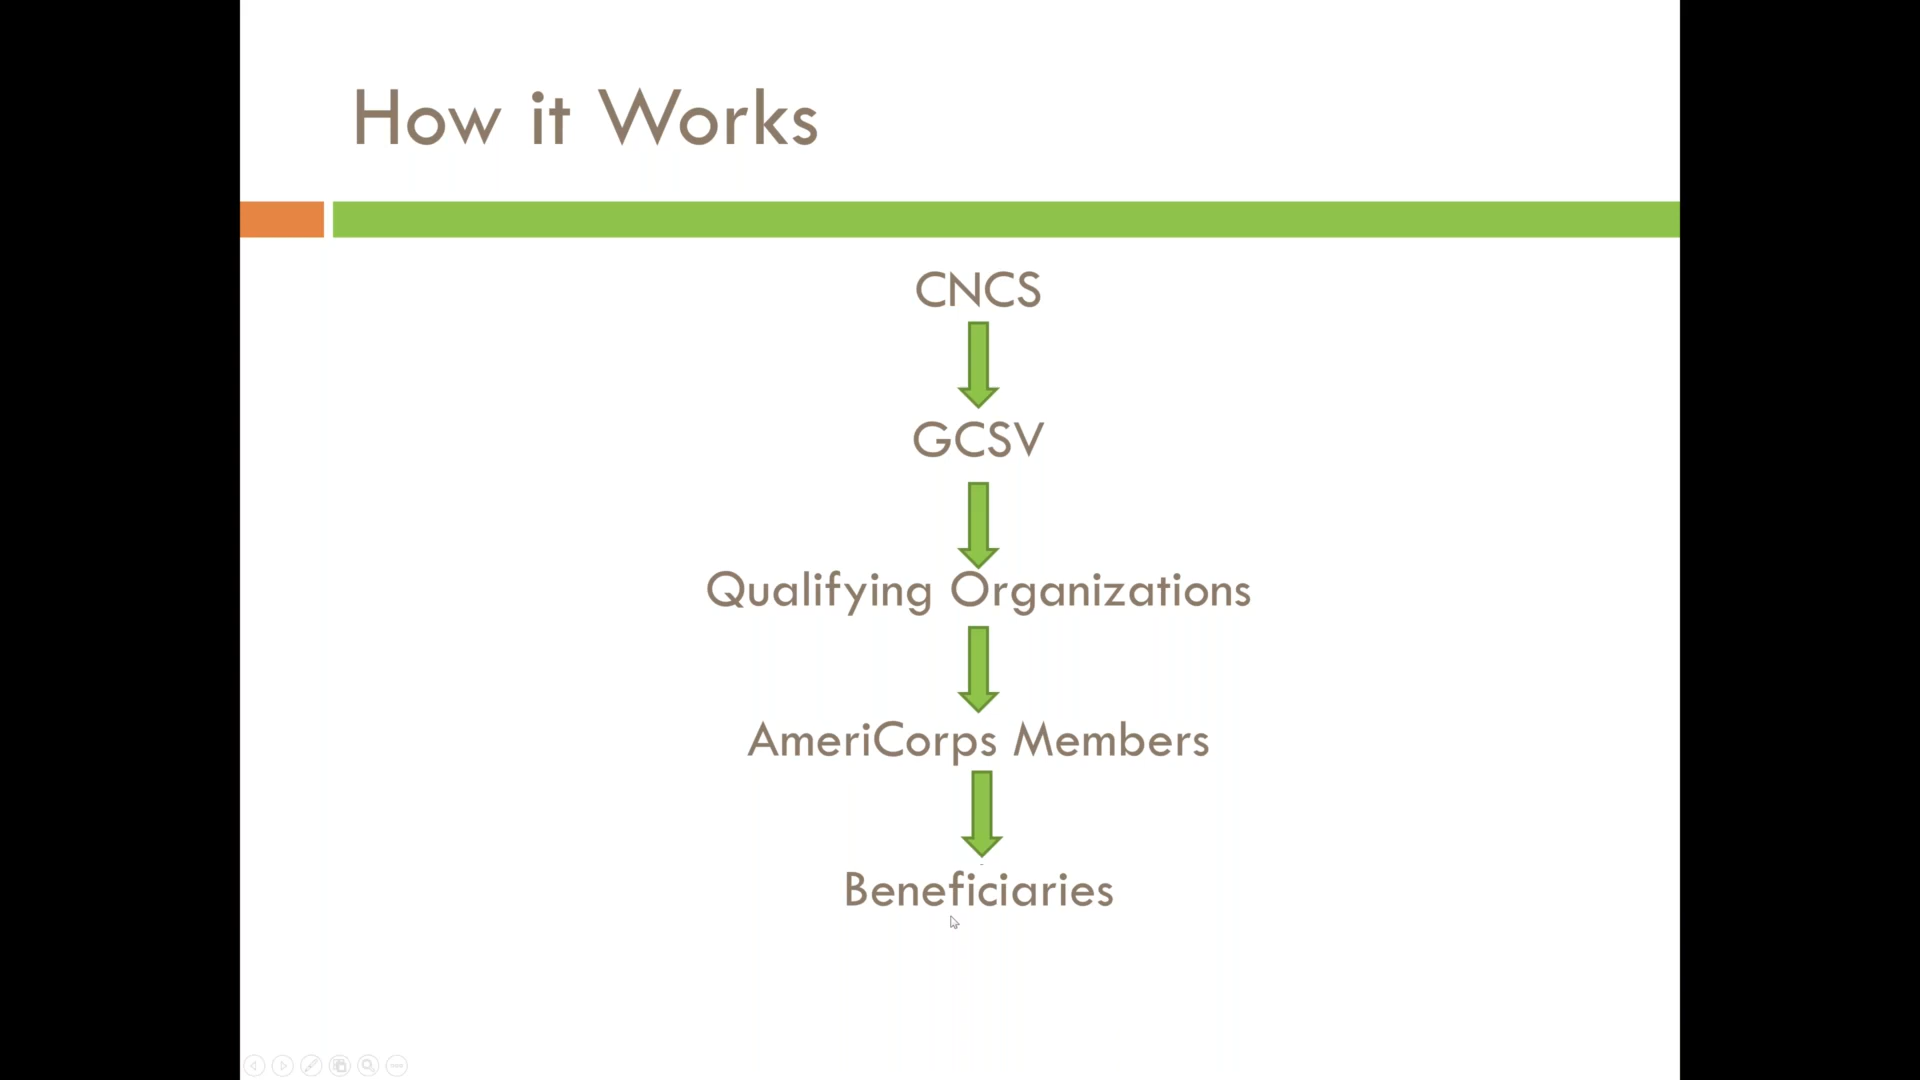 How it Works
CNCS
GCSV
Qualifying Organizations
AmeriCorps Members
Beneficiaries